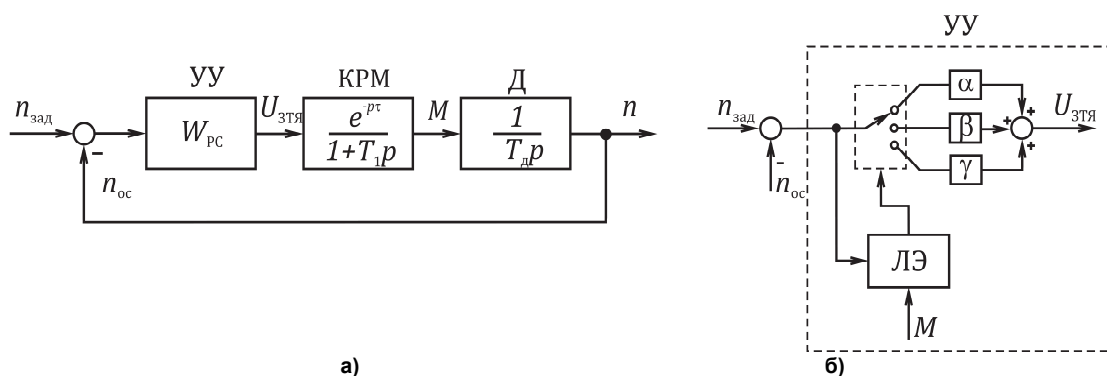 УУ
КРМ
Д
n_зад
W_РС
U_ЗТЯ
e^-pτ
1+T_1p
M
1
T_дp
n
n_ос
а)
УУ
n_зад
n_ос
α
β
γ
U_ЗТЯ
ЛЭ
M
б)